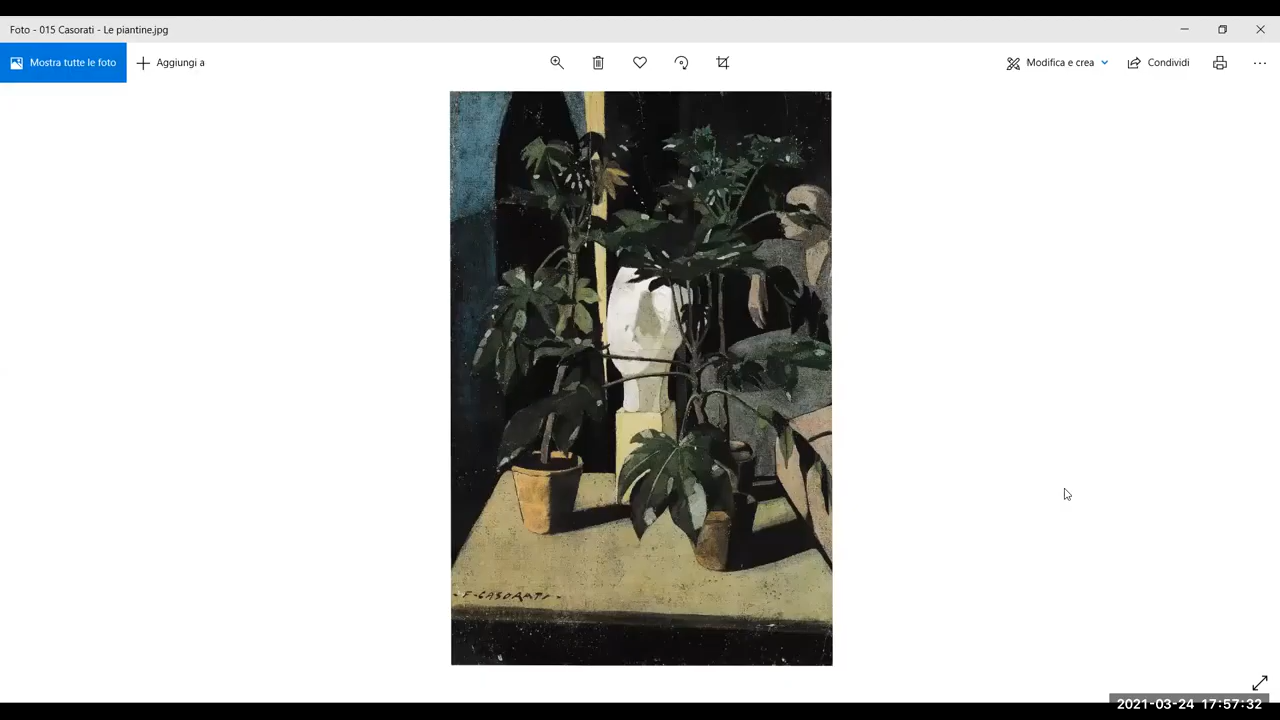 Foto - 015 Casorati - Le piantine.jpg
Mostra tutte le foto
Aggiungi a
Modifica e crea
Condividi
·F·CASORATI·
2021-03-24 17:57:32